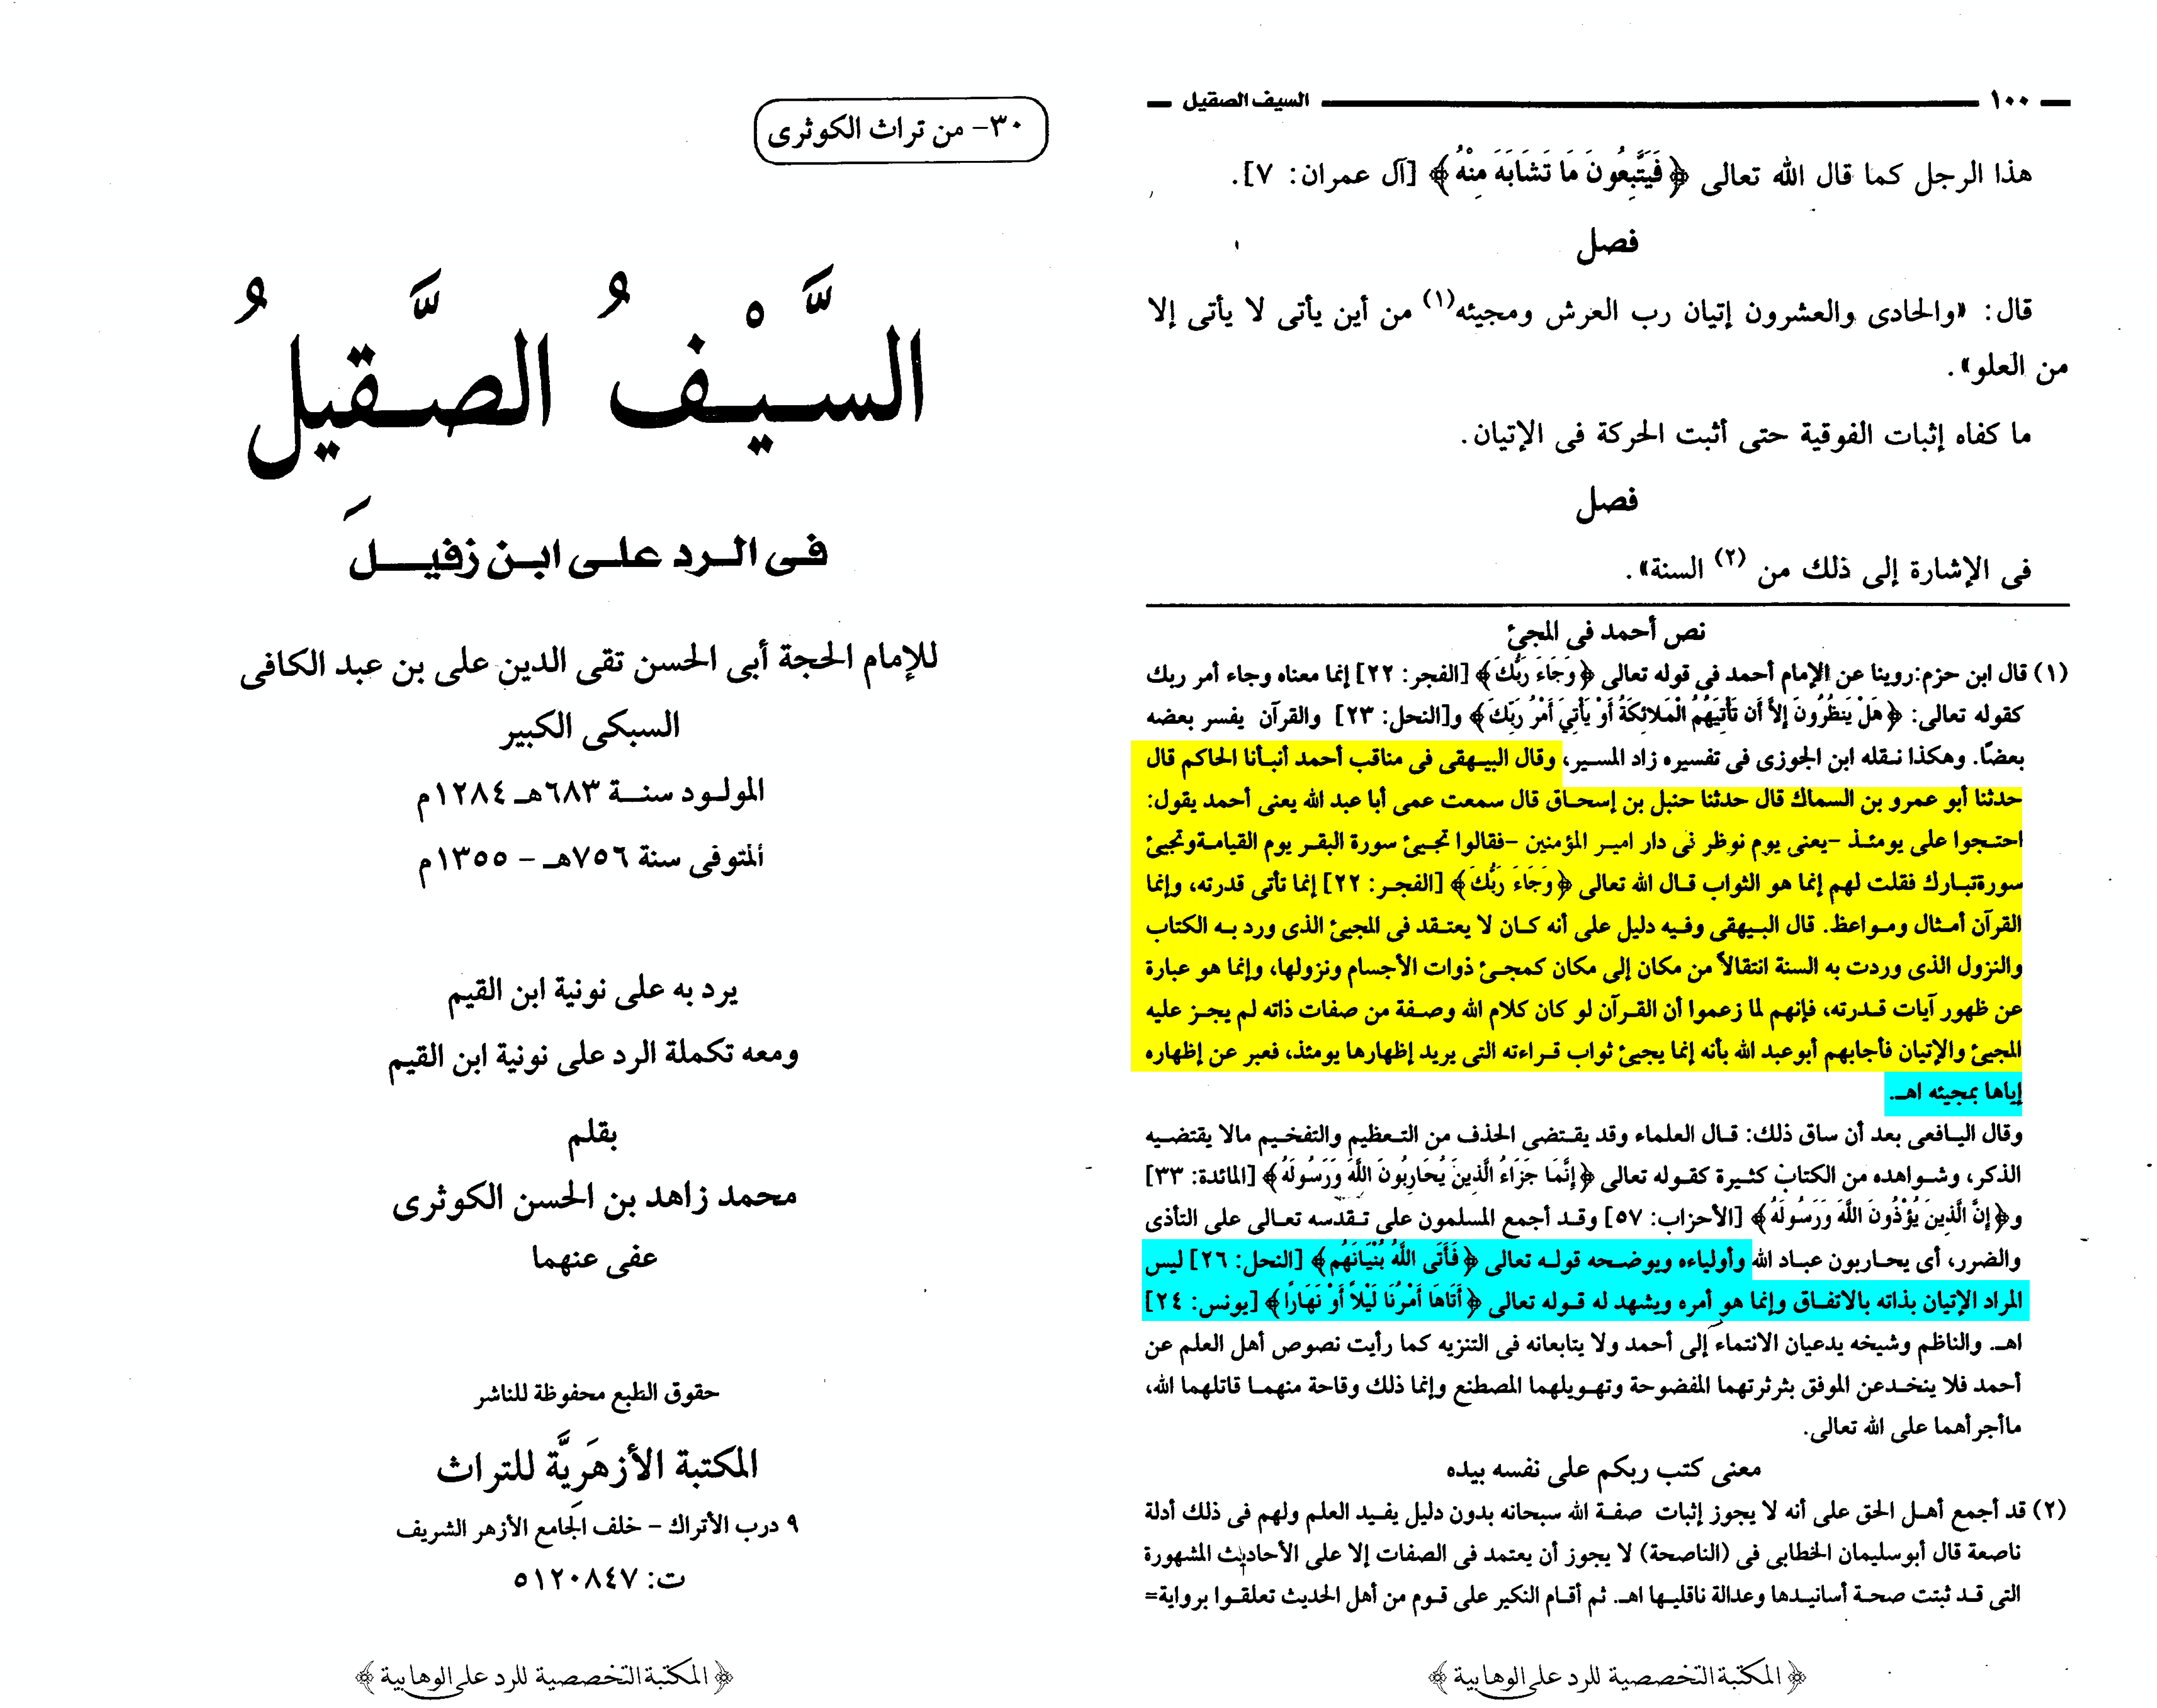 ١٠٠ السيف الصقيل
هذا الرجل كما قال الله تعالى ﴿فَيَتَّبِعُونَ مَا تَشَابَهَ مِنْهُ﴾ [آل عمران: ٧].
فصل
قال: «والحادى والعشرون إتيان رب العرش ومجيئه(١) من أين يأتى لا يأتى إلا
من العلو».
ما كفاه إثبات الفوقية حتى أثبت الحركة فى الإتيان.
فصل
فى الإشارة إلى ذلك من (٢) السنة».
نص أحمد فى المجئ
(١) قال ابن حزم:روينا عن الإمام أحمد فى قوله تعالى ﴿وَجَاءَ رَبُّكَ﴾ [الفجر: ٢٢] إنما معناه وجاء أمر ربك
كقوله تعالى: ﴿هَلْ يَنظُرُونَ إِلاَّ أَن تَأْتِيَهُمُ الْمَلائِكَةُ أَوْ يَأْتِيَ أَمْرُ رَبِّكَ﴾ و[النحل: ٢٣] والقرآن يفسر بعضه
بعضًا. وهكذا نقله ابن الجوزى فى تفسيره زاد المسير، وقال البيهقى فى مناقب أحمد أنبأنا الحاكم قال
حدثنا أبو عمرو بن السماك قال حدثنا حنبل بن إسحاق قال سمعت عمى أبا عبد الله يعنى أحمد يقول:
احتجوا على يومئذ -يعنى يوم نوظر فى دار امير المؤمنين -فقالوا تجيئ سورة البقر يوم القيامةوتجيئ
سورةتبارك فقلت لهم إنما هو الثواب قال الله تعالى ﴿وَجَاءَ رَبُّكَ﴾ [الفجر: ٢٢] إنما تأتى قدرته، وإنما
القرآن أمثال ومواعظ. قال البيهقى وفيه دليل على أنه كان لا يعتقد فى المجيئ الذى ورد به الكتاب
والنزول الذى وردت به السنة انتقالاً من مكان إلى مكان كمجئ ذوات الأجسام ونزولها، وإنما هو عبارة
عن ظهور آيات قدرته، فإنهم لما زعموا أن القرآن لو كان كلام الله وصفة من صفات ذاته لم يجز عليه
المجيئ والإتيان فأجابهم أبوعبد الله بأنه إنما يجيئ ثواب قراءته التى يريد إظهارها يومئذ، فعبر عن إظهاره
إياها بمجيئه اهـ.
وقال اليافعى بعد أن ساق ذلك: قال العلماء وقد يقتضى الحذف من التعظيم والتفخيم مالا يقتضيه
الذكر، وشواهده من الكتاب كثيرة كقوله تعالى ﴿إِنَّمَا جَزَاءُ الَّذِينَ يُحَارِبُونَ اللَّهَ وَرَسُولَهُ﴾ [المائدة: ٣٣]
و﴿إِنَّ الَّذِينَ يُؤْذُونَ اللَّهَ وَرَسُولَهُ﴾ [الأحزاب: ٥٧] وقد أجمع المسلمون على تقدسه تعالى على التأذى
والضرر، أى يحاربون عباد الله وأولياءه ويوضحه قوله تعالى ﴿فَأَتَى اللَّهُ بُنْيَانَهُم﴾ [النحل: ٢٦] ليس
المراد الإتيان بذاته بالاتفاق وإنما هو أمره ويشهد له قوله تعالى ﴿أَتَاهَا أَمْرُنَا لَيْلاً أَوْ نَهَارًا﴾ [يونس: ٢٤]
اهـ. والناظم وشيخه يدعيان الانتماء إلى أحمد ولا يتابعانه فى التنزيه كما رأيت نصوص أهل العلم عن
أحمد فلا ينخدعن الموفق بثرثرتهما المفضوحة وتهويلهما المصطنع وإنما ذلك وقاحة منهما قاتلهما الله،
ماأجرأهما على الله تعالى.
معنى كتب ربكم على نفسه بيده
(٢) قد أجمع أهل الحق على أنه لا يجوز إثبات صفة الله سبحانه بدون دليل يفيد العلم ولهم فى ذلك أدلة
ناصعة قال أبوسليمان الخطابى فى (الناصحة) لا يجوز أن يعتمد فى الصفات إلا على الأحاديث المشهورة
التى قد ثبتت صحة أسانيدها وعدالة ناقليها اهـ. ثم أقام النكير على قوم من أهل الحديث تعلقوا برواية=
﴿المكتبة التخصصية للرد على الوهابية﴾
٣٠- من تراث الكوثرى
السَّيْفُ الصَّقيلُ
فى الرد على ابن زفيل
للإمام الحجة أبى الحسن تقى الدين على بن عبد الكافى
السبكى الكبير
المولود سنة ٦٨٣هـ ١٢٨٤م
المتوفى سنة ٧٥٦هـ - ١٣٥٥م
يرد به على نونية ابن القيم
ومعه تكملة الرد على نونية ابن القيم
بقلم
محمد زاهد بن الحسن الكوثرى
عفى عنهما
حقوق الطبع محفوظة للناشر
المكتبة الأزهَريَّة للتراث
٩ درب الأتراك - خلف الجامع الأزهر الشريف
ت: ٥١٢٠٨٤٧
﴿المكتبة التخصصية للرد على الوهابية﴾